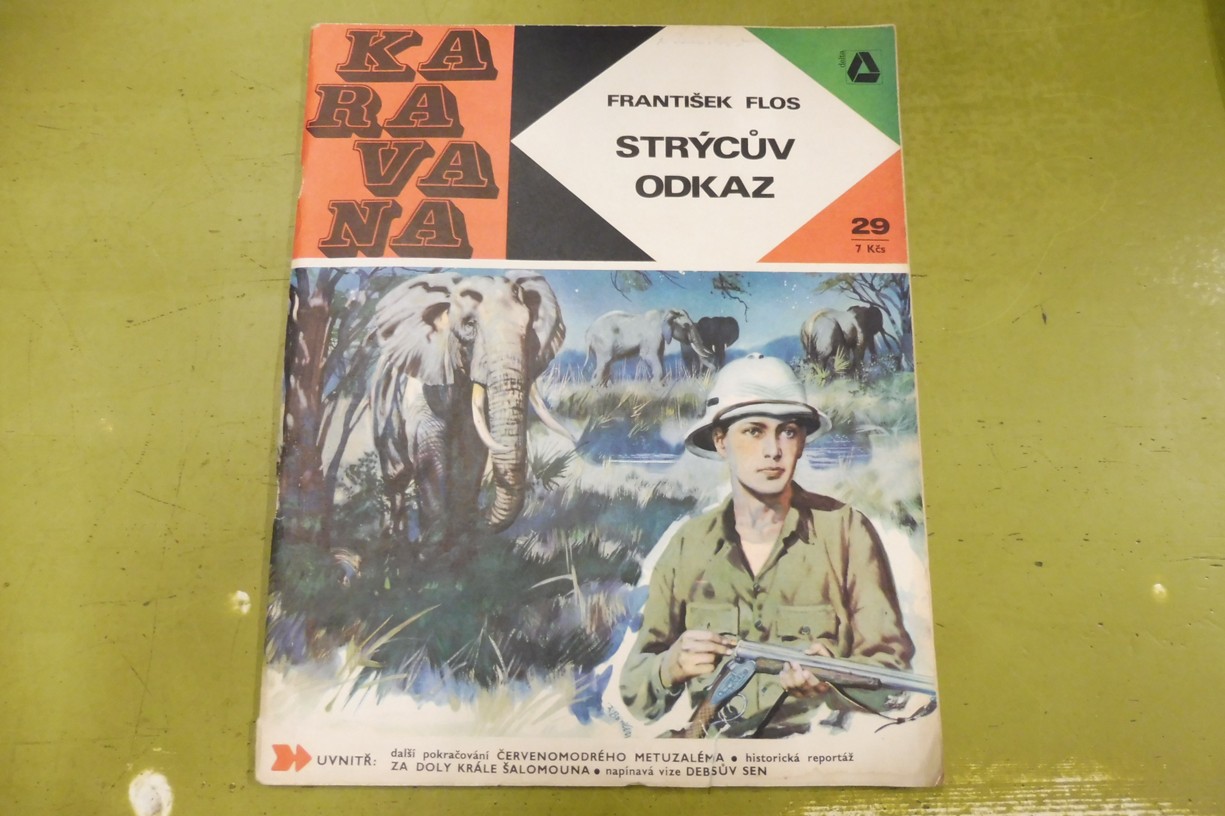 KA
RA
VA
NA
FRANTIŠEK FLOS
STRÝCŮV
ODKAZ
delta
29
7 Kčs
UVNITŘ: další pokračování ČERVENOMODRÉHO METUZALÉMA ● historická reportáž
ZA DOLY KRÁLE ŠALOMOUNA ● napínavá vize DEBSŮV SEN